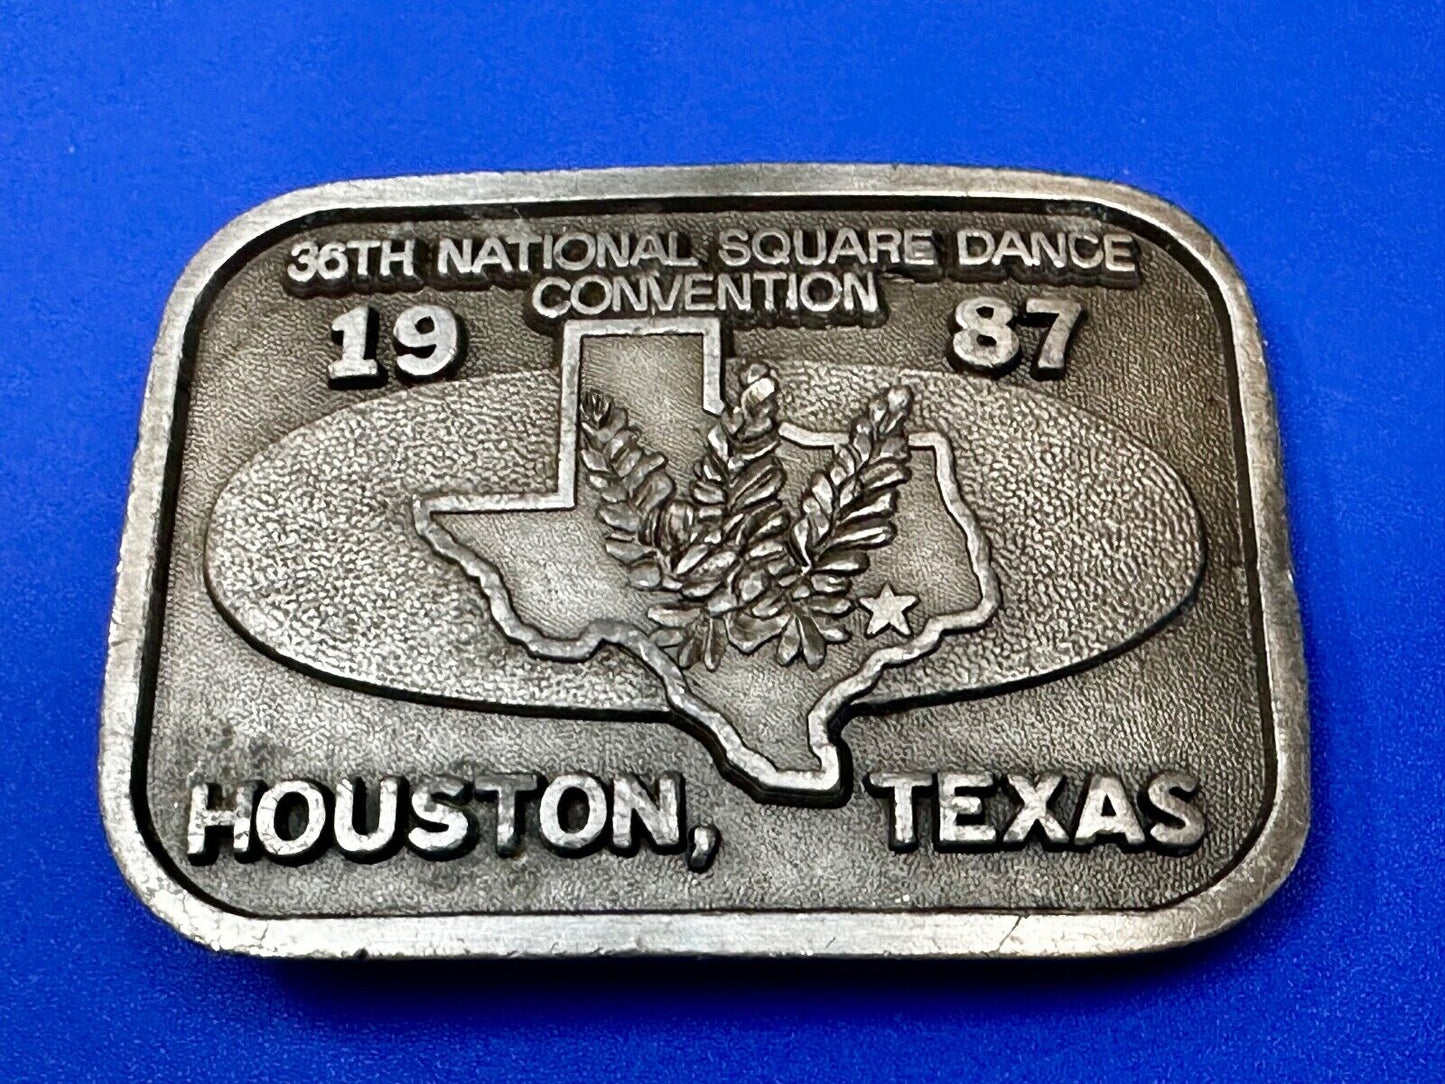 36TH NATIONAL SQUARE DANCE
CONVENTION
19 87
HOUSTON, TEXAS